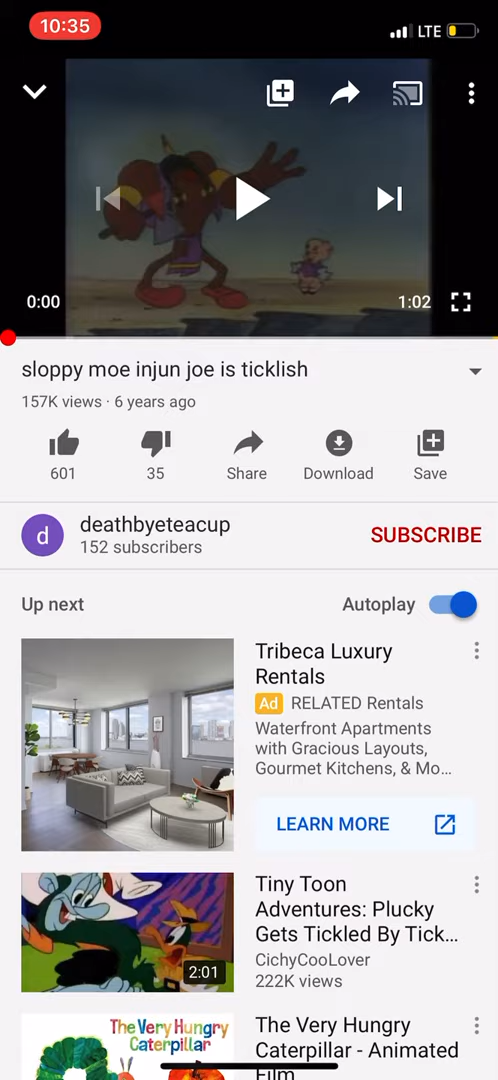 10:35
LTE
0:00
1:02
sloppy moe injun joe is ticklish
157K views · 6 years ago
601
35
Share
Download
Save
d
deathbyeteacup
152 subscribers
SUBSCRIBE
Up next
Autoplay
Tribeca Luxury
Rentals
Ad RELATED Rentals
Waterfront Apartments
with Gracious Layouts,
Gourmet Kitchens, & Mo...
LEARN MORE
Tiny Toon
Adventures: Plucky
Gets Tickled By Tick...
CichyCooLover
222K views
2:01
The Very Hungry
Caterpillar
The Very Hungry
Caterpillar - Animated
Film